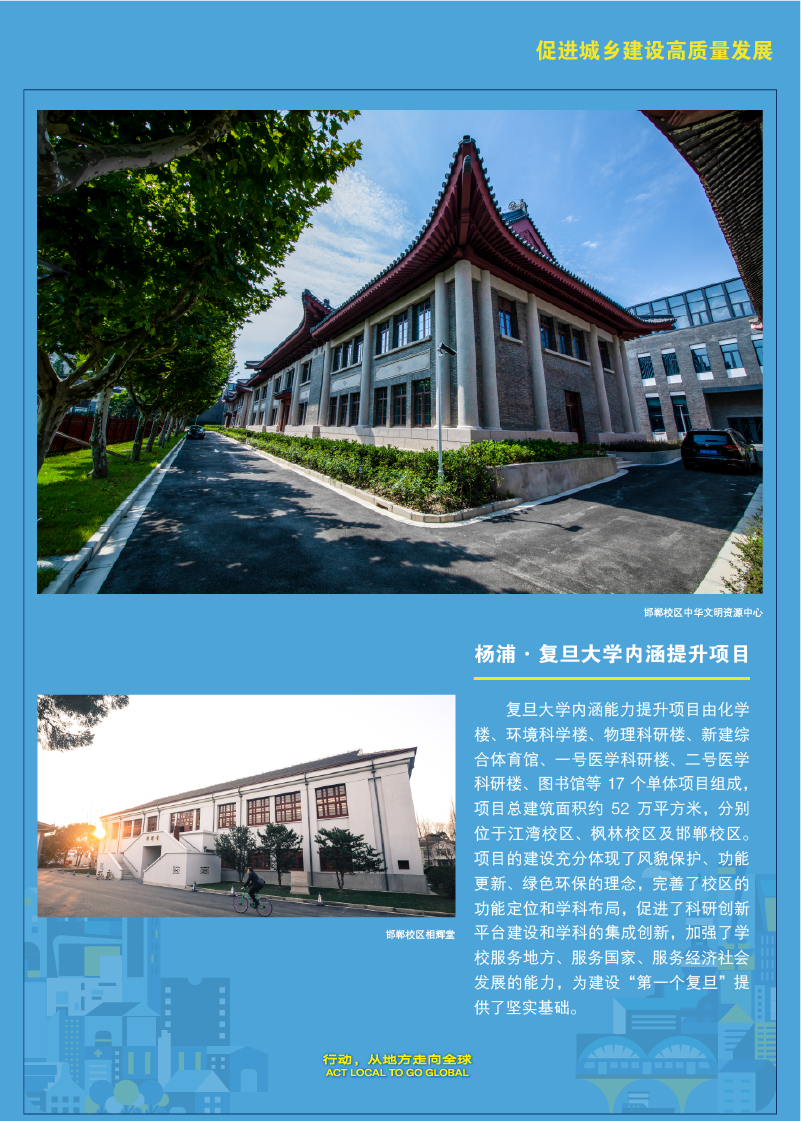 促进城乡建设高质量发展
邯郸校区中华文明资源中心
杨浦·复旦大学内涵提升项目
复旦大学内涵能力提升项目由化学
楼、环境科学楼、物理科研楼、新建综
合体育馆、一号医学科研楼、二号医学
科研楼、图书馆等 17 个单体项目组成，
项目总建筑面积约 52 万平方米，分别
位于江湾校区、枫林校区及邯郸校区。
项目的建设充分体现了风貌保护、功能
更新、绿色环保的理念，完善了校区的
功能定位和学科布局，促进了科研创新
平台建设和学科的集成创新，加强了学
校服务地方、服务国家、服务经济社会
发展的能力，为建设“第一个复旦”提
供了坚实基础。
邯郸校区相辉堂
行动，从地方走向全球
ACT LOCAL TO GO GLOBAL